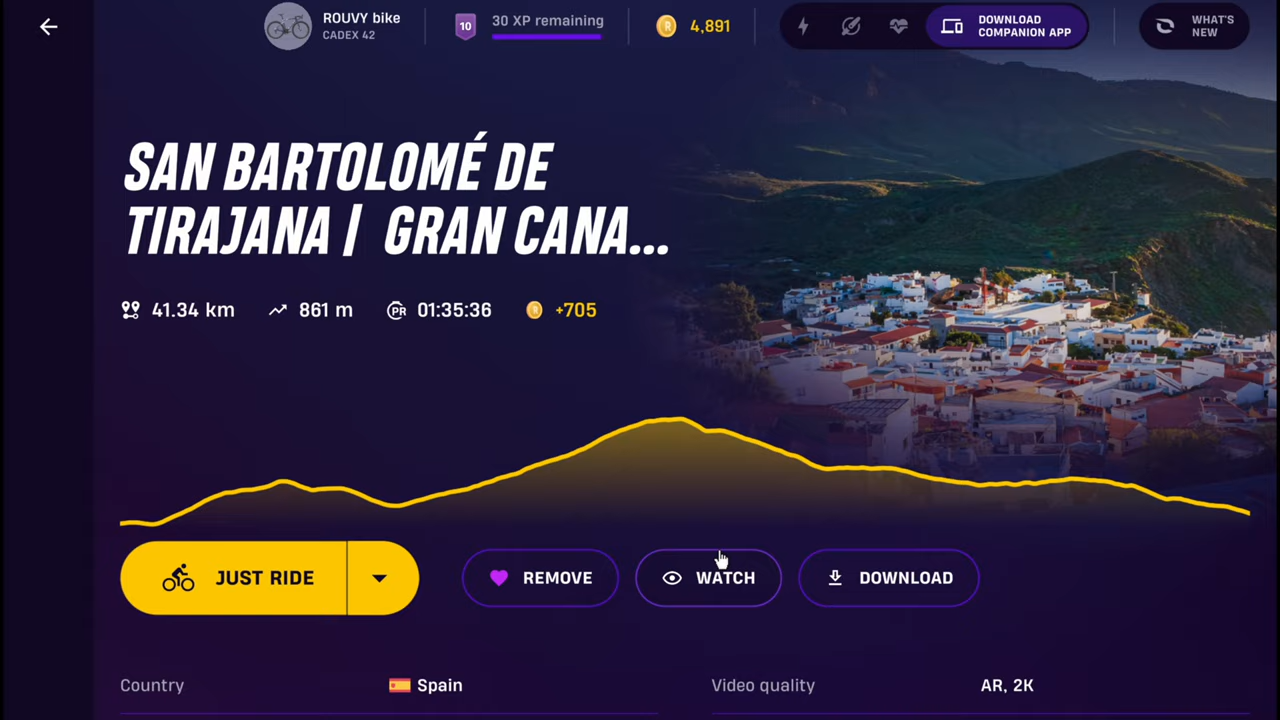 ROUVY bike
CADEX 42
10
30 XP remaining
4,891
DOWNLOAD
COMPANION APP
WHAT'S
NEW
SAN BARTOLOMÉ DE
TIRAJANA | GRAN CANA...
41.34 km
861 m
PR
01:35:36
+705
JUST RIDE
REMOVE
WATCH
DOWNLOAD
Country
Spain
Video quality
AR, 2K